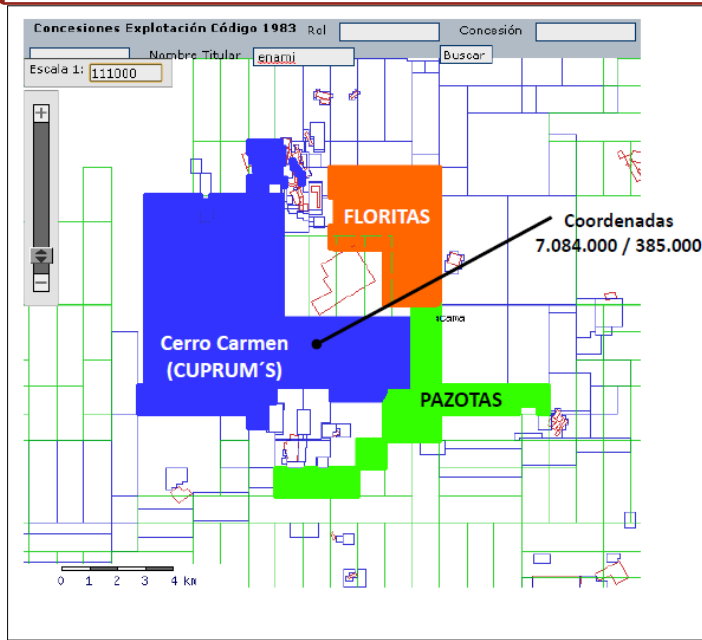 Concesiones Explotación Código 1983 Rol Concesión
Nombre Titular enami Buscar
Escala 1: 111000
FLORITAS
Coordenadas
7.084.000 / 385.000
Cerro Carmen
(CUPRUM´S)
PAZOTAS
0 1 2 3 4 km